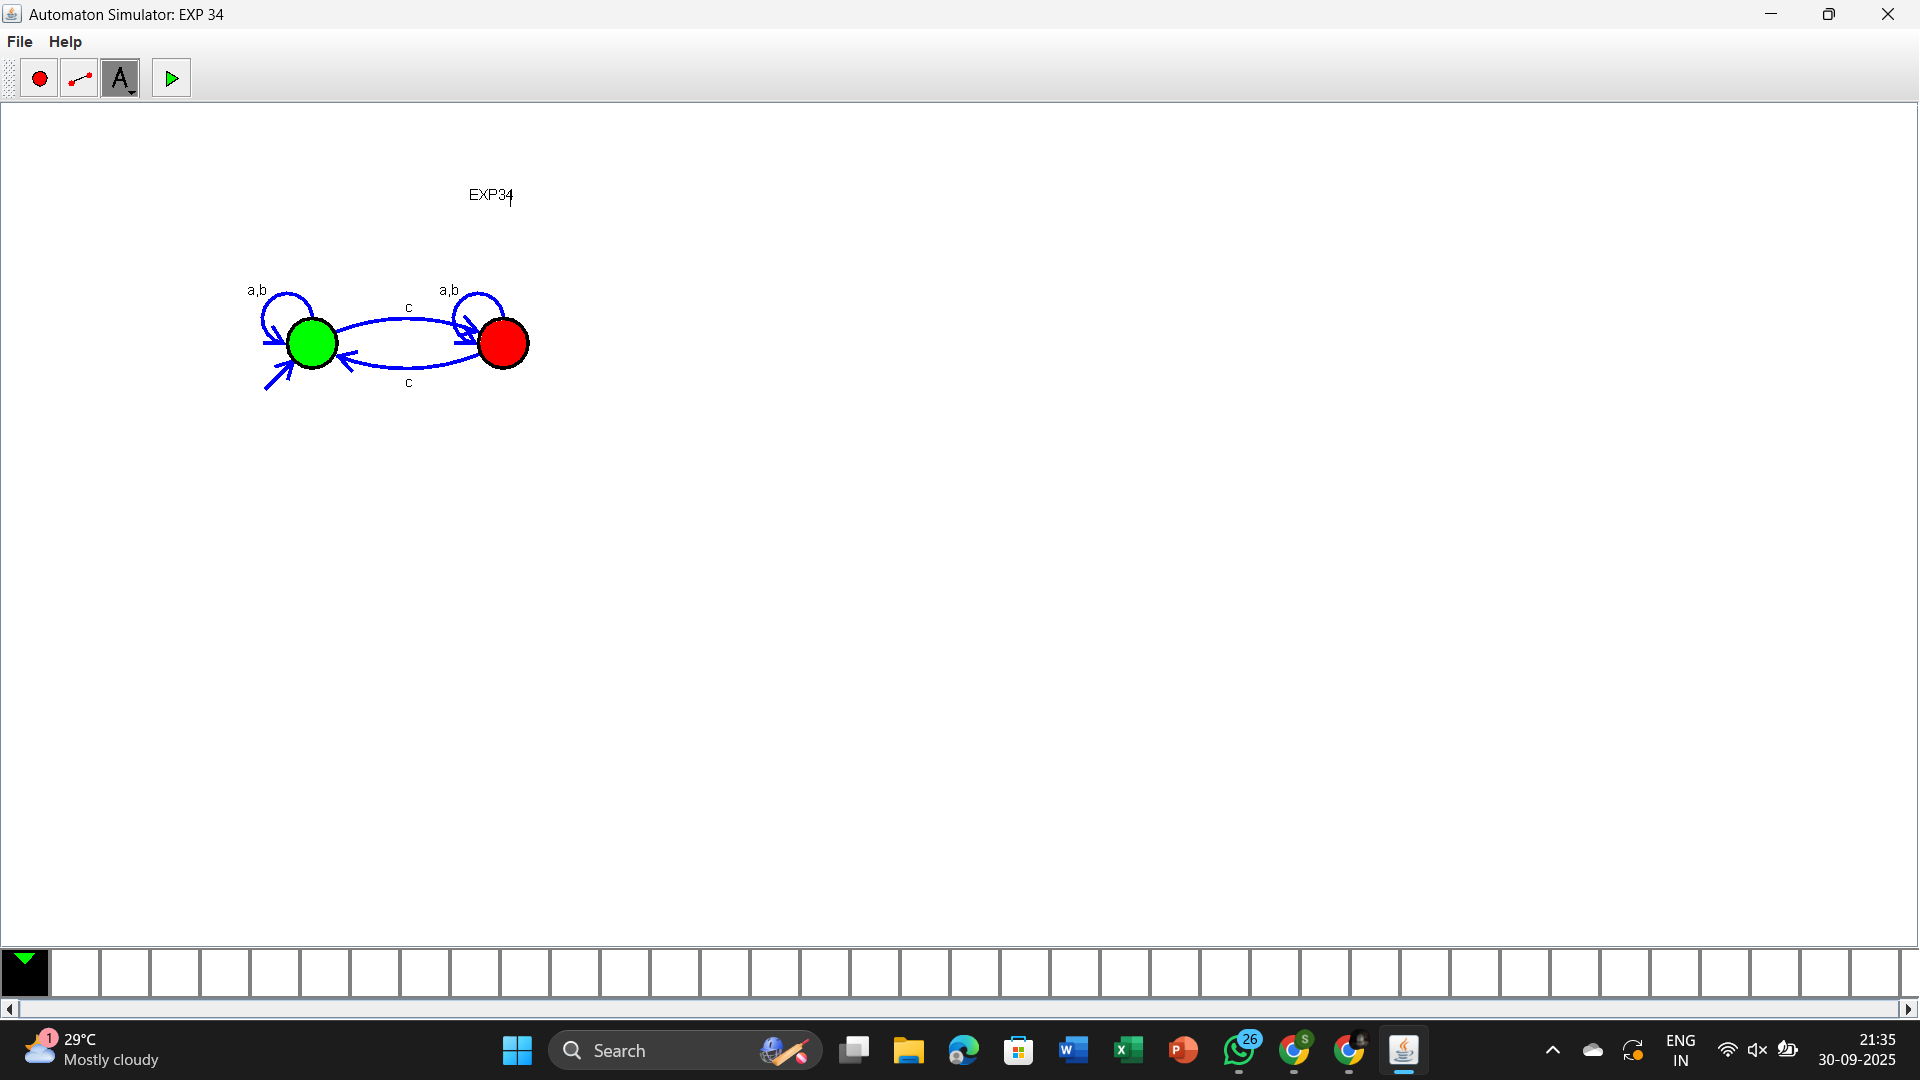 Automaton Simulator: EXP 34
File Help
A
EXP34
a,b
a,b
c
c
1
29°C
Mostly cloudy
Search
W
X
P
26
S
ENG
IN
21:35
30-09-2025